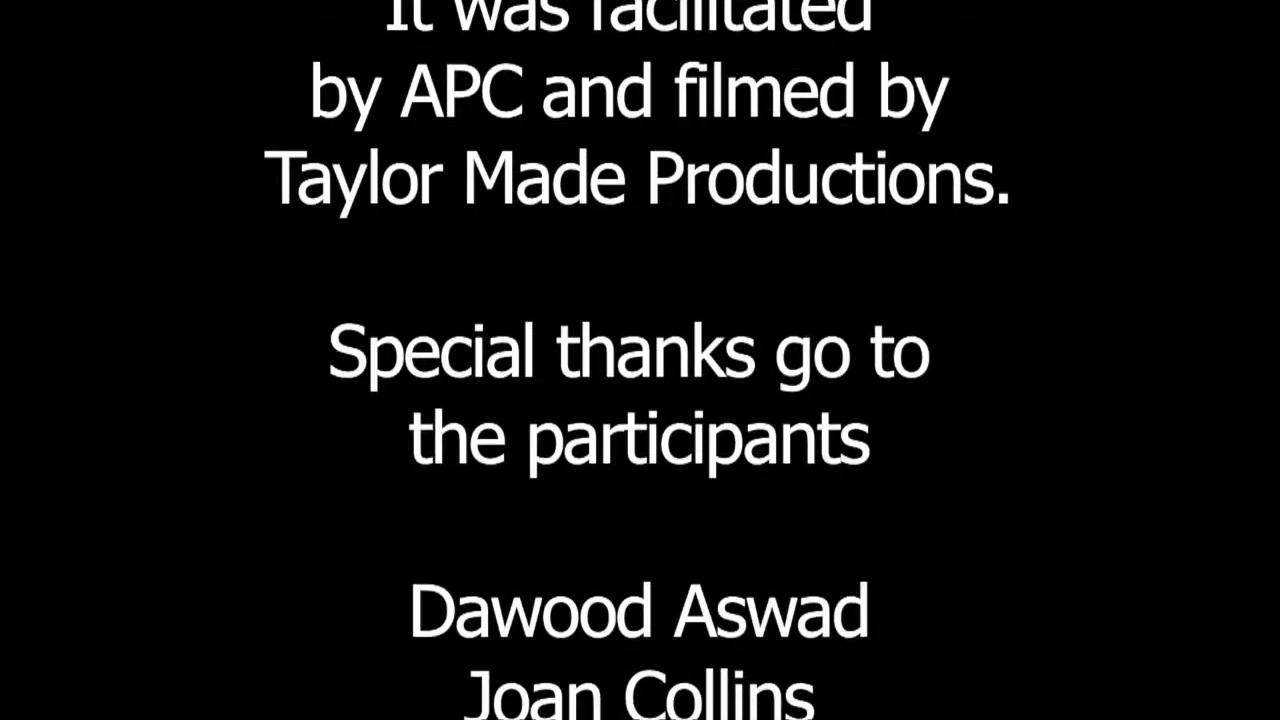 It was facilitated
by APC and filmed by
Taylor Made Productions.
Special thanks go to
the participants
Dawood Aswad
Joan Collins